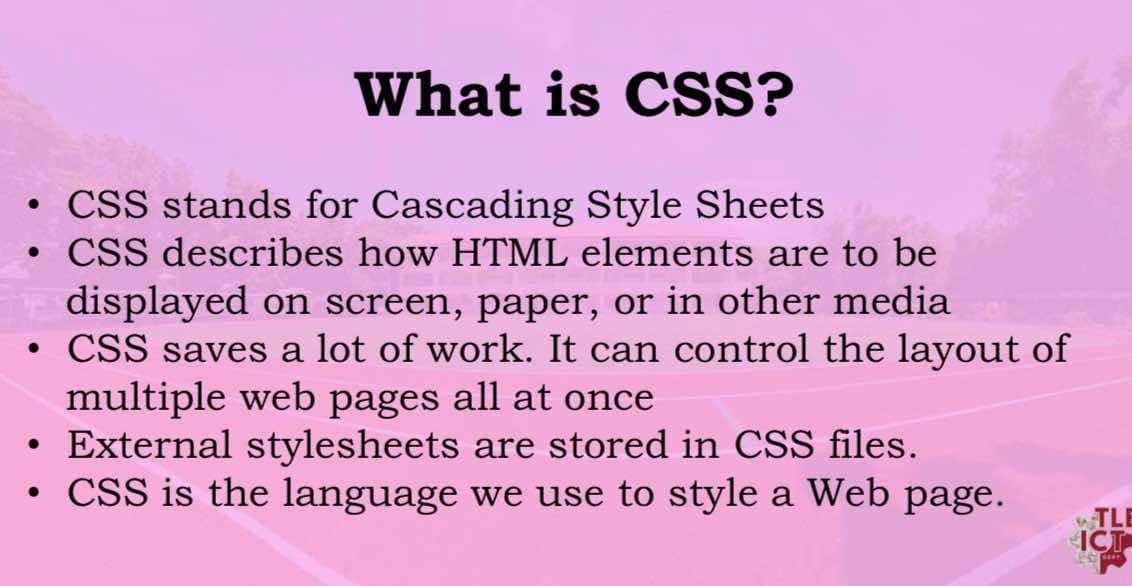 What is CSS?
• CSS stands for Cascading Style Sheets
• CSS describes how HTML elements are to be
displayed on screen, paper, or in other media
• CSS saves a lot of work. It can control the layout of
multiple web pages all at once
• External stylesheets are stored in CSS files.
• CSS is the language we use to style a Web page.
TLE
ICT
DEPT